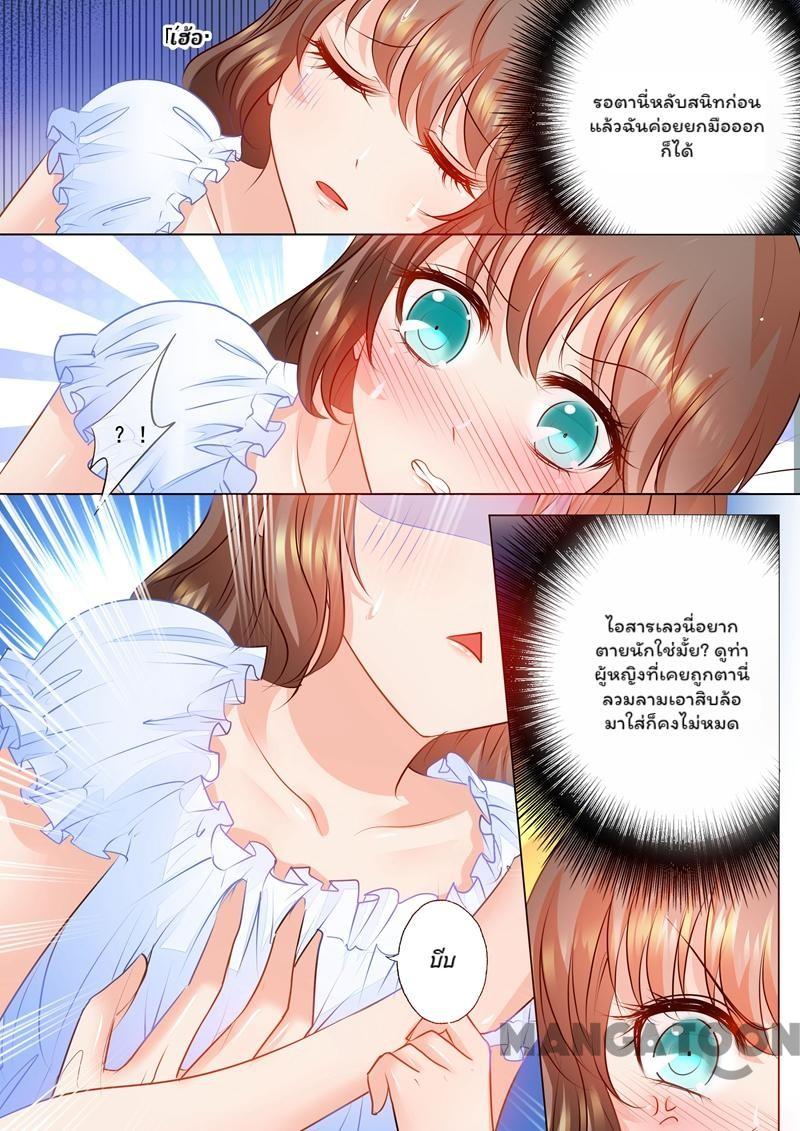 เฮ้อ
รอตานี่หลับสนิทก่อน
แล้วฉันค่อยยกมือออก
ก็ได้
? !
ไอสารเลวนี่อยาก
ตายนักใช่มั้ย? ดูท่า
ผู้หญิงที่เคยถูกตานี่
ลวมลามเอาสิบล้อ
มาใส่ก็คงไม่หมด
บีบ
MANGATOON